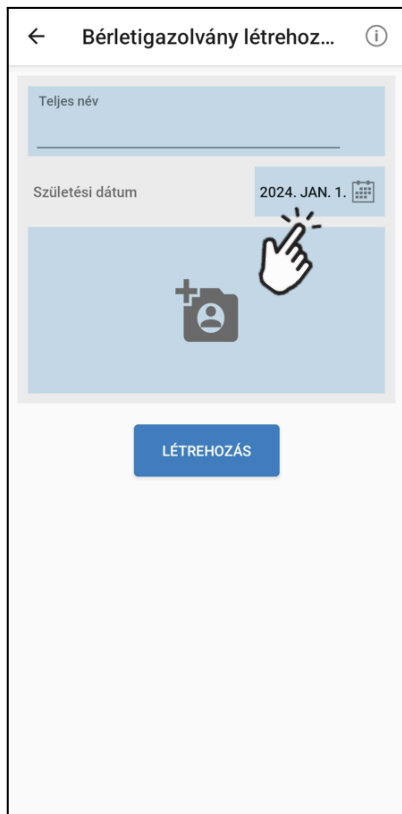 Bérletigazolvány létrehoz...
Teljes név
Születési dátum
2024. JAN. 1.
LÉTREHOZÁS